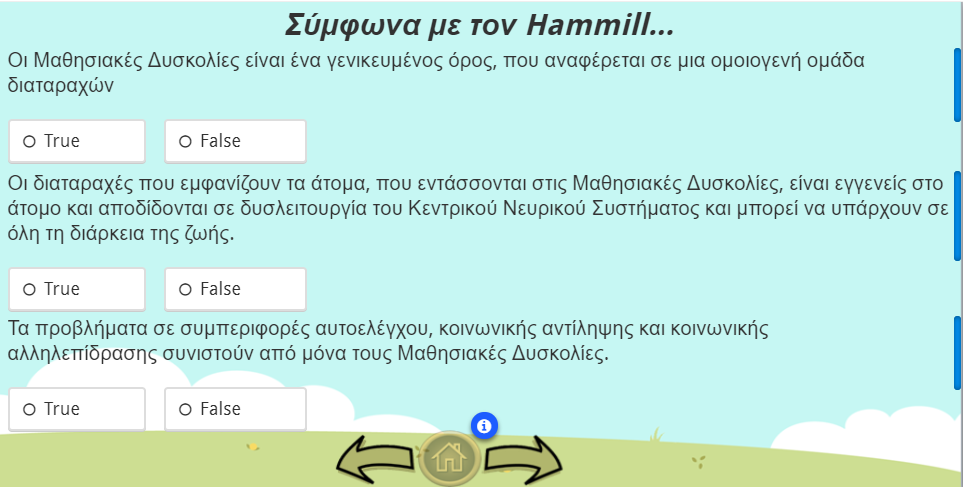 Σύμφωνα με τον Hammill...
Οι Μαθησιακές Δυσκολίες είναι ένα γενικευμένος όρος, που αναφέρεται σε μια ομοιογενή ομάδα
διαταραχών
True False
Οι διαταραχές που εμφανίζουν τα άτομα, που εντάσσονται στις Μαθησιακές Δυσκολίες, είναι εγγενείς στο
άτομο και αποδίδονται σε δυσλειτουργία του Κεντρικού Νευρικού Συστήματος και μπορεί να υπάρχουν σε
όλη τη διάρκεια της ζωής.
True False
Τα προβλήματα σε συμπεριφορές αυτοελέγχου, κοινωνικής αντίληψης και κοινωνικής
αλληλεπίδρασης συνιστούν από μόνα τους Μαθησιακές Δυσκολίες.
True False